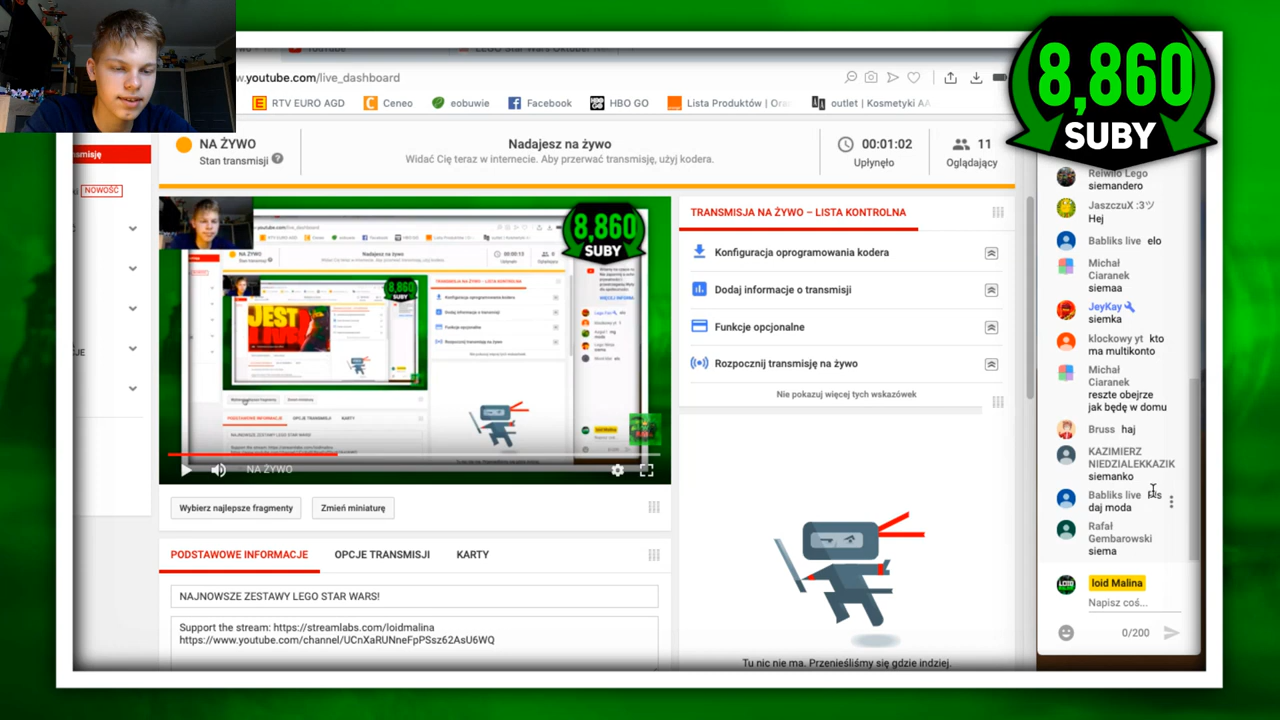 w.youtube.com/live_dashboard
RTV EURO AGD
Ceneo
eobuwie
Facebook
HBO GO
Lista Produktów | Ora
outlet | Kosmetyki AA
8,860
SUBY
NA ŻYWO
Stan transmisji
Nadajesz na żywo
Widać Cię teraz w internecie. Aby przerwać transmisję, użyj kodera.
00:01:02
Upłynęło
11
Oglądający
NOWOŚĆ
8,860
SUBY
NA ŻYWO
Wybierz najlepsze fragmenty
Zmień miniaturę
PODSTAWOWE INFORMACJE
OPCJE TRANSMISJI
KARTY
NAJNOWSZE ZESTAWY LEGO STAR WARS!
Support the stream: https://streamlabs.com/loidmalina
https://www.youtube.com/channel/UCnXaRUNneFpPSsz62AsU6WQ
TRANSMISJA NA ŻYWO – LISTA KONTROLNA
Konfiguracja oprogramowania kodera
Dodaj informacje o transmisji
Funkcje opcjonalne
Rozpocznij transmisję na żywo
Nie pokazuj więcej tych wskazówek
Tu nic nie ma. Przenieśliśmy się gdzie indziej.
Reiwilo Lego
siemandero
JaszczuX :3ツ
Hej
Babliks live elo
Michał
Ciaranek
siemaa
JeyKay
siemka
klockowy yt kto
ma multikonto
Michał
Ciaranek
reszte obejrze
jak będę w domu
Bruss haj
KAZIMIERZ
NIEDZIALEKKAZIK
siemanko
Babliks live
daj moda
Rafał
Gembarowski
siema
loid Malina
Napisz coś...
0/200